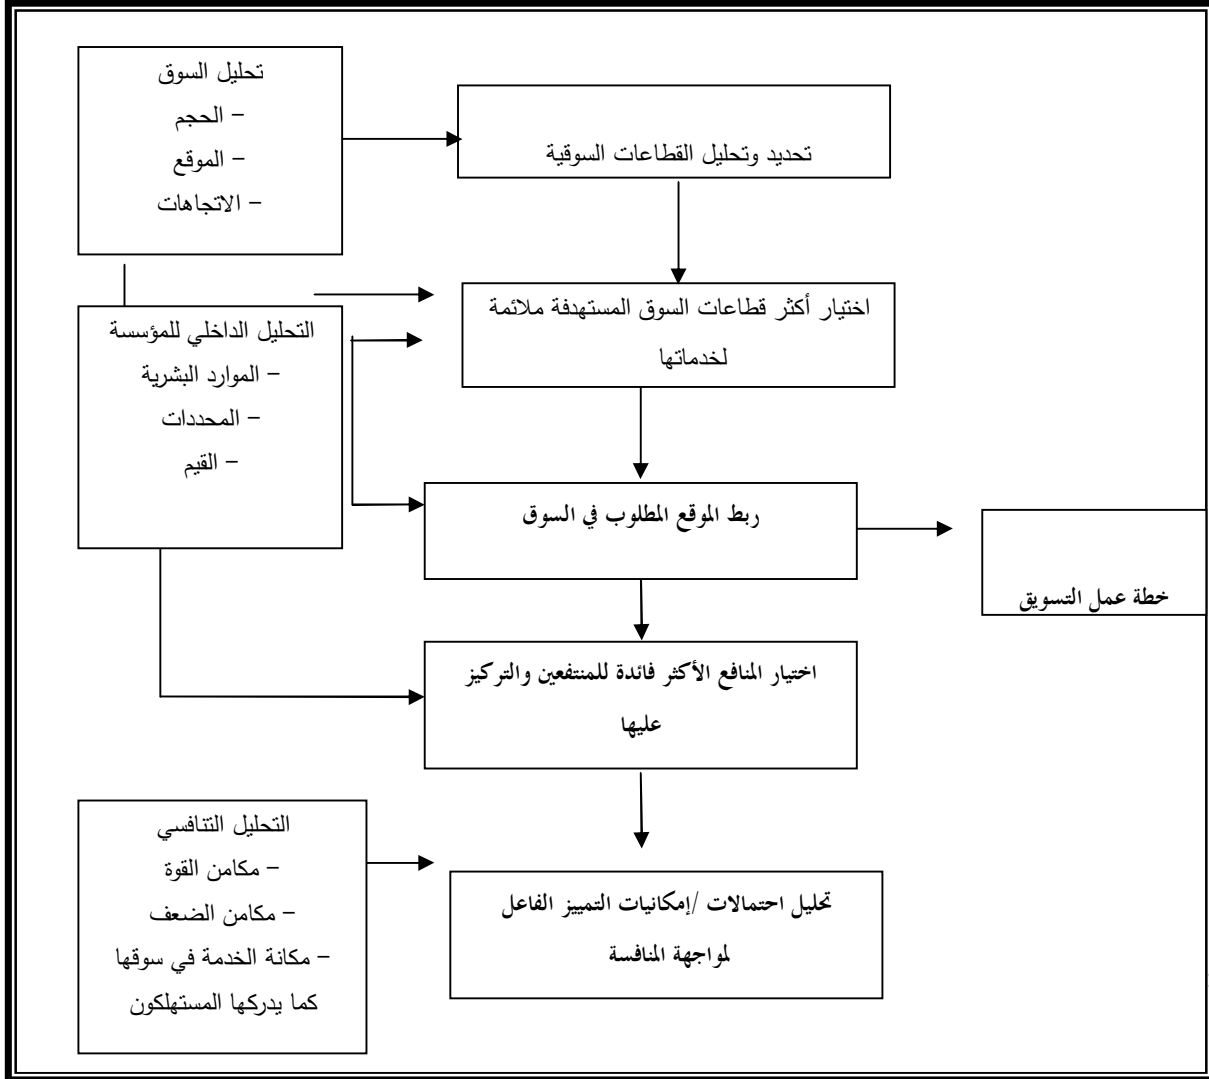 تحليل السوق
– الحجم
– الموقع
– الاتجاهات
تحديد وتحليل القطاعات السوقية
اختيار أكثر قطاعات السوق المستهدفة ملائمة
لخدماتها
التحليل الداخلي للمؤسسة
– الموارد البشرية
– المحددات
– القيم
ربط الموقع المطلوب في السوق
خطة عمل التسويق
اختيار المنافع الأكثر فائدة للمنتفعين والتركيز
عليها
التحليل التنافسي
– مكامن القوة
– مكامن الضعف
– مكانة الخدمة في سوقها
كما يدركها المستهلكون
تحليل احتمالات /إمكانيات التمييز الفاعل
لمواجهة المنافسة